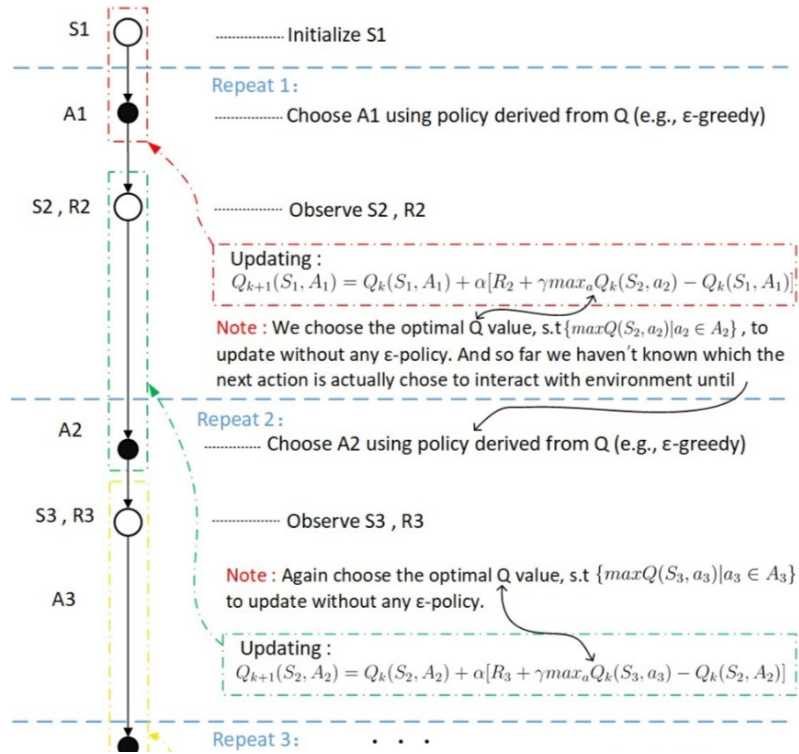 S1
Initialize S1
Repeat 1:
A1
Choose A1 using policy derived from Q (e.g., ε-greedy)
S2 , R2
Observe S2 , R2
Updating :
Q_{k+1}(S_1, A_1) = Q_k(S_1, A_1) + α[R_2 + γmax_aQ_k(S_2, a_2) − Q_k(S_1, A_1)]
Note : We choose the optimal Q value, s.t{maxQ(S_2, a_2)|a_2 ∈ A_2} , to
update without any ε-policy. And so far we haven't known which the
next action is actually chose to interact with environment until
Repeat 2:
A2
Choose A2 using policy derived from Q (e.g., ε-greedy)
S3 , R3
Observe S3 , R3
Note : Again choose the optimal Q value, s.t {maxQ(S_3, a_3)|a_3 ∈ A_3}
A3
to update without any ε-policy.
Updating :
Q_{k+1}(S_2, A_2) = Q_k(S_2, A_2) + α[R_3 + γmax_aQ_k(S_3, a_3) − Q_k(S_2, A_2)]
Repeat 3: . . .